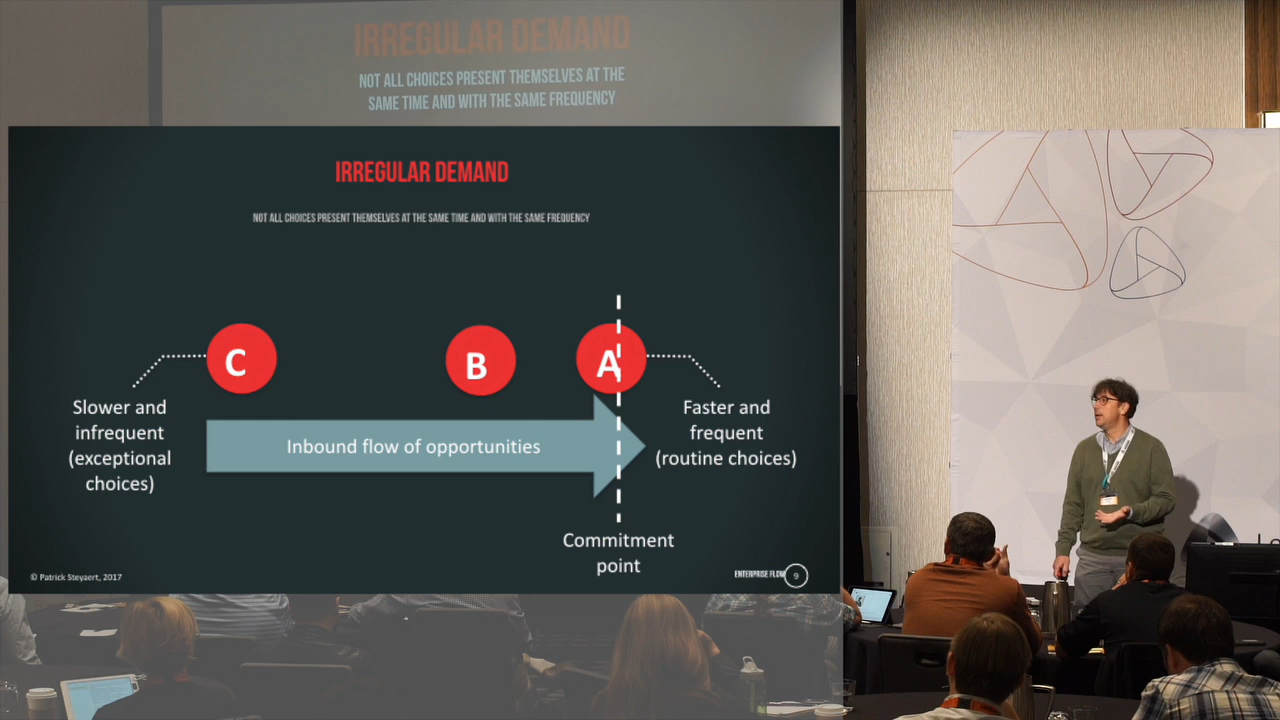 IRREGULAR DEMAND
NOT ALL CHOICES PRESENT THEMSELVES AT THE
SAME TIME AND WITH THE SAME FREQUENCY
IRREGULAR DEMAND
NOT ALL CHOICES PRESENT THEMSELVES AT THE SAME TIME AND WITH THE SAME FREQUENCY
C
B
A
Slower and
infrequent
(exceptional
choices)
Inbound flow of opportunities
Faster and
frequent
(routine choices)
Commitment
point
© Patrick Steyaert, 2017
ENTERPRISE FLOW
9